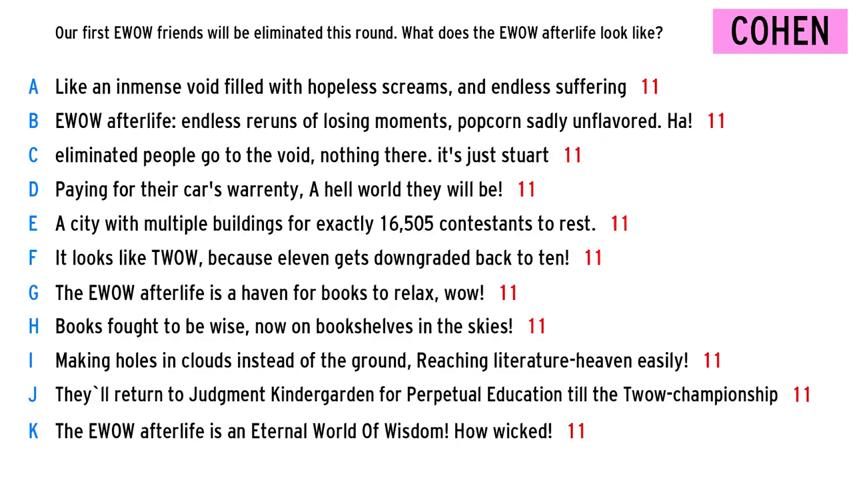 Our first EWOW friends will be eliminated this round. What does the EWOW afterlife look like?
COHEN
A Like an inmense void filled with hopeless screams, and endless suffering 11
B EWOW afterlife: endless reruns of losing moments, popcorn sadly unflavored. Ha! 11
C eliminated people go to the void, nothing there. it's just stuart 11
D Paying for their car's warrenty, A hell world they will be! 11
E A city with multiple buildings for exactly 16,505 contestants to rest. 11
F It looks like TWOW, because eleven gets downgraded back to ten! 11
G The EWOW afterlife is a haven for books to relax, wow! 11
H Books fought to be wise, now on bookshelves in the skies! 11
I Making holes in clouds instead of the ground, Reaching literature-heaven easily! 11
J They`ll return to Judgment Kindergarden for Perpetual Education till the Twow-championship 11
K The EWOW afterlife is an Eternal World Of Wisdom! How wicked! 11